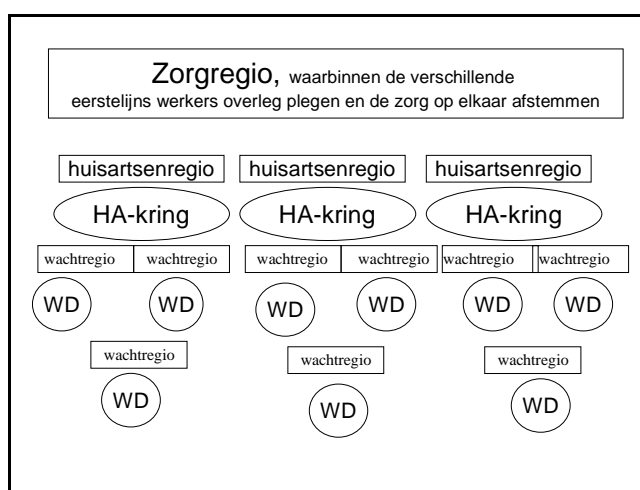 Zorgregio, waarbinnen de verschillende
eerstelijns werkers overleg plegen en de zorg op elkaar afstemmen
huisartsenregio huisartsenregio huisartsenregio
HA-kring HA-kring HA-kring
wachtregio wachtregio wachtregio wachtregio wachtregio wachtregio
WD WD WD WD WD WD
wachtregio wachtregio wachtregio
WD WD WD